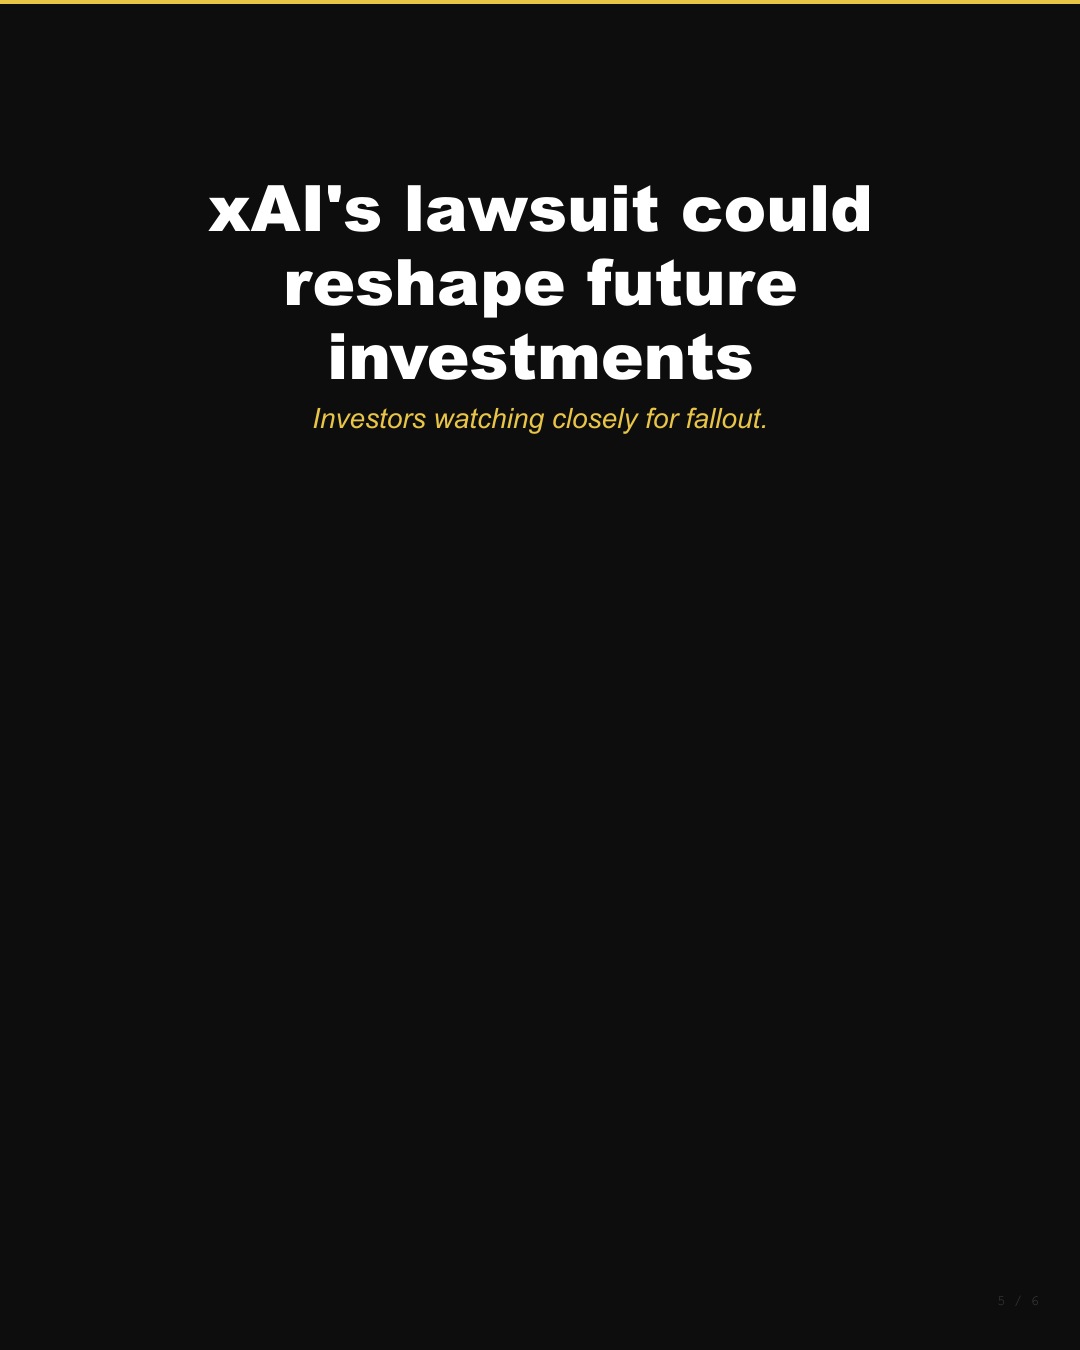 xAI's lawsuit could
reshape future
investments
Investors watching closely for fallout.
5 / 6